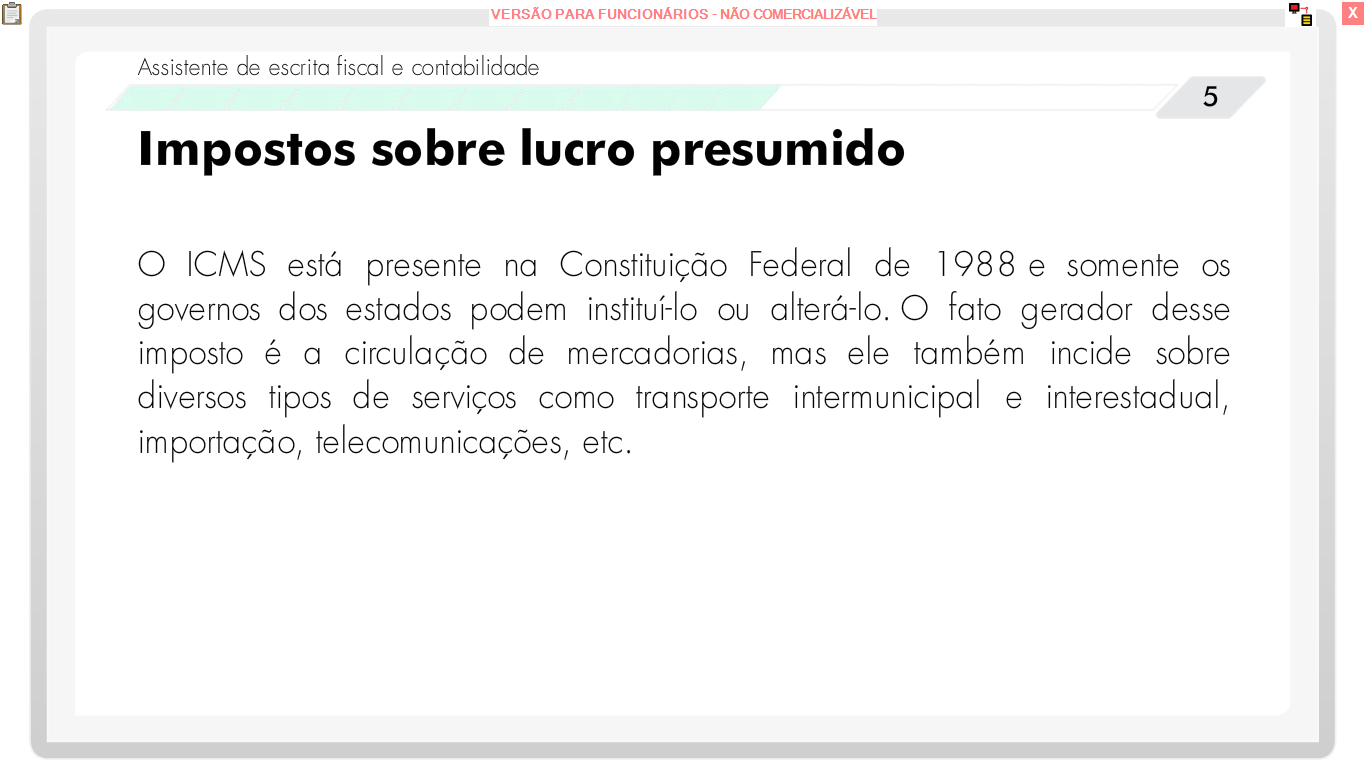 VERSÃO PARA FUNCIONÁRIOS - NÃO COMERCIALIZÁVEL
X
Assistente de escrita fiscal e contabilidade
5
Impostos sobre lucro presumido
O ICMS está presente na Constituição Federal de 1988 e somente os
governos dos estados podem instituí-lo ou alterá-lo. O fato gerador desse
imposto é a circulação de mercadorias, mas ele também incide sobre
diversos tipos de serviços como transporte intermunicipal e interestadual,
importação, telecomunicações, etc.